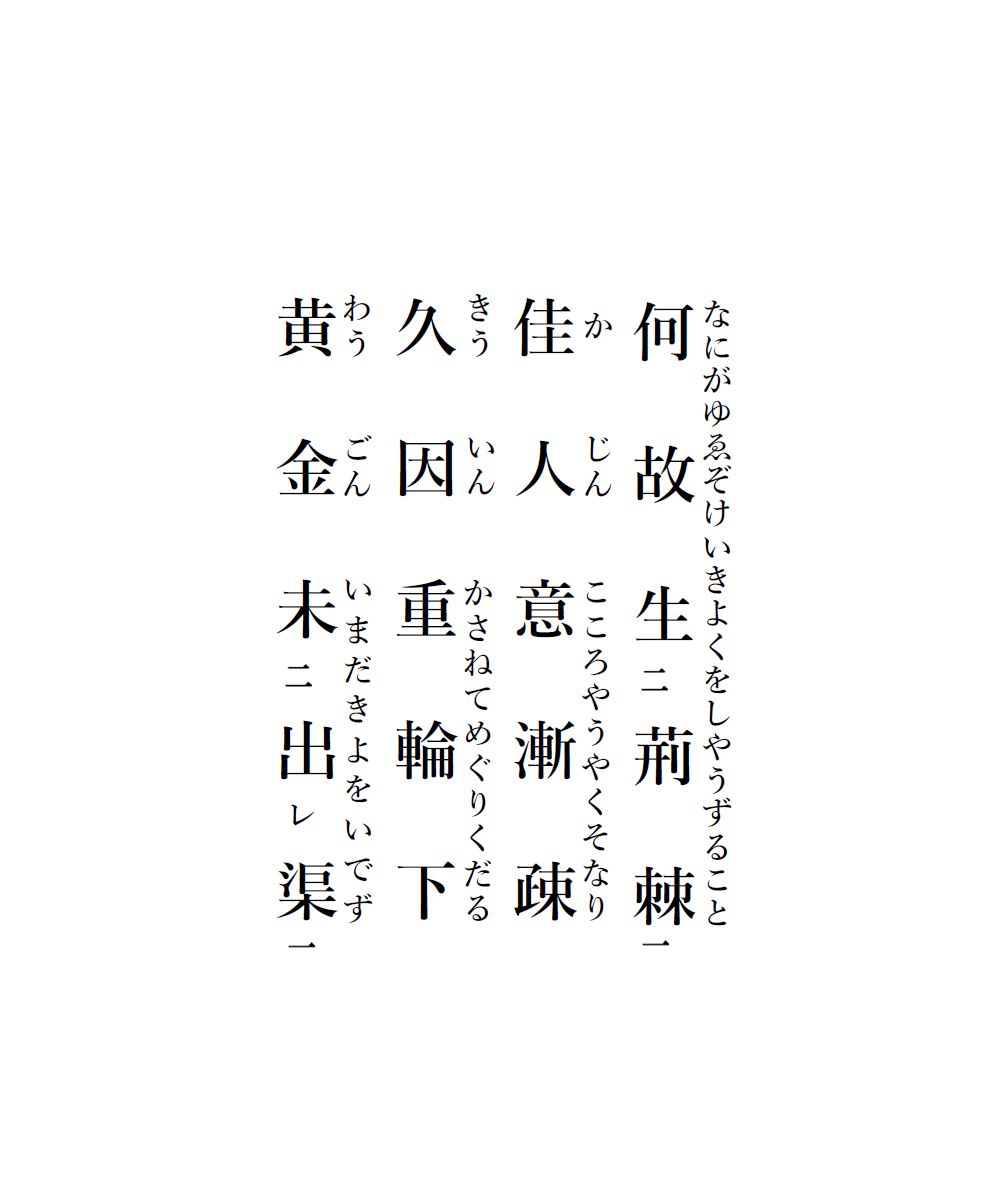 なにがゆゑぞけいきよくをしやうずること
何故生二荊棘一
か じん こころやうやくそなり
佳人意漸疎
きう いん かさねてめぐりくだる
久因重輪下
わう ごん いまだきよをいでず
黄金未二出レ渠一